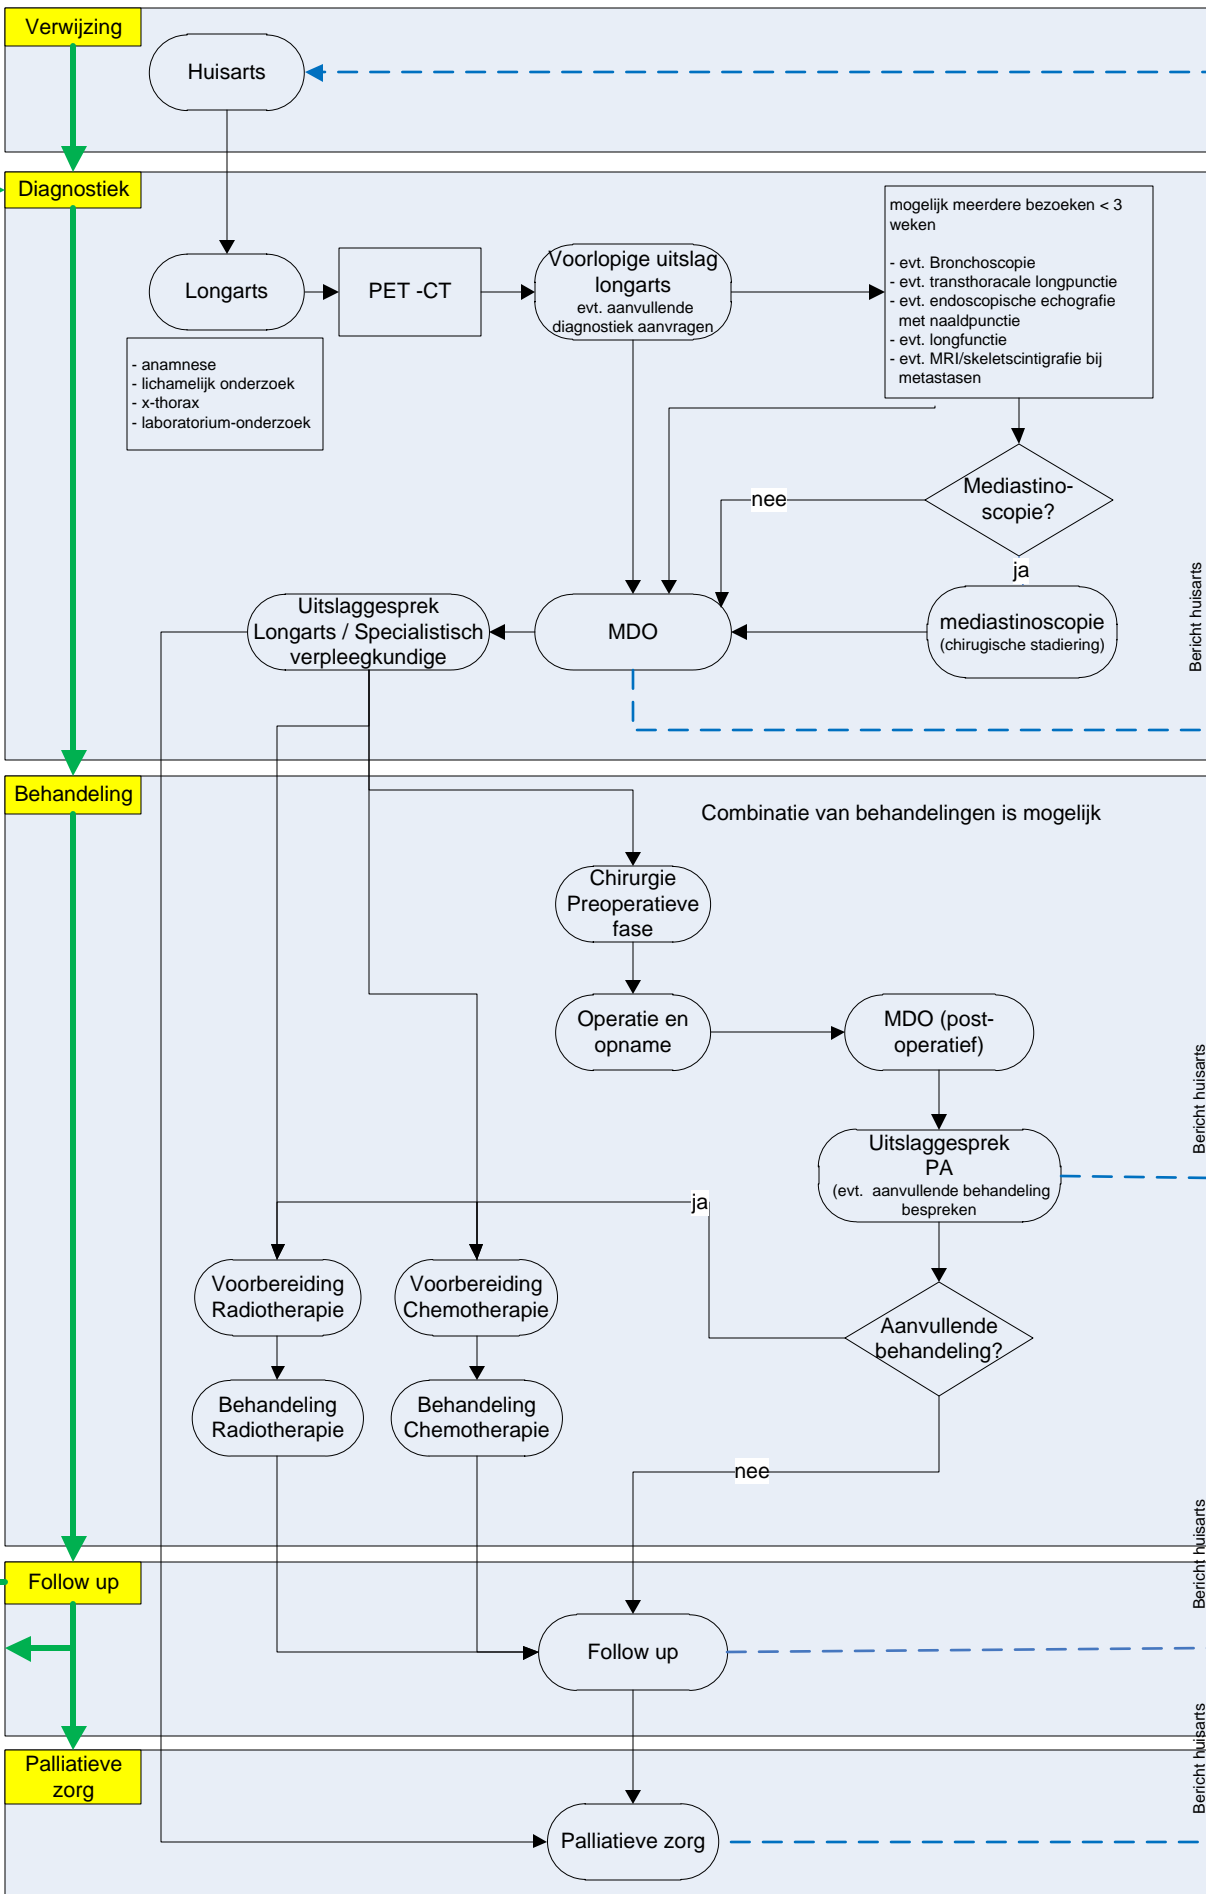 Verwijzing
Huisarts
Diagnostiek
Longarts
- anamnese
- lichamelijk onderzoek
- x-thorax
- laboratorium-onderzoek
PET -CT
Voorlopige uitslag
longarts
evt. aanvullende
diagnostiek aanvragen
mogelijk meerdere bezoeken < 3
weken
- evt. Bronchoscopie
- evt. transthoracale longpunctie
- evt. endoscopische echografie
met naaldpunctie
- evt. longfunctie
- evt. MRI/skeletscintigrafie bij
metastasen
Mediastino-
scopie?
nee
ja
mediastinoscopie
(chirugische stadiering)
MDO
Uitslaggesprek
Longarts / Specialistisch
verpleegkundige
Bericht huisarts
Behandeling
Combinatie van behandelingen is mogelijk
Chirurgie
Preoperatieve
fase
Operatie en
opname
MDO (post-
operatief)
Bericht huisarts
Uitslaggesprek
PA
(evt. aanvullende behandeling
bespreken
ja
Voorbereiding
Radiotherapie
Voorbereiding
Chemotherapie
Aanvullende
behandeling?
Behandeling
Radiotherapie
Behandeling
Chemotherapie
nee
Bericht huisarts
Follow up
Follow up
Bericht huisarts
Palliatieve
zorg
Palliatieve zorg